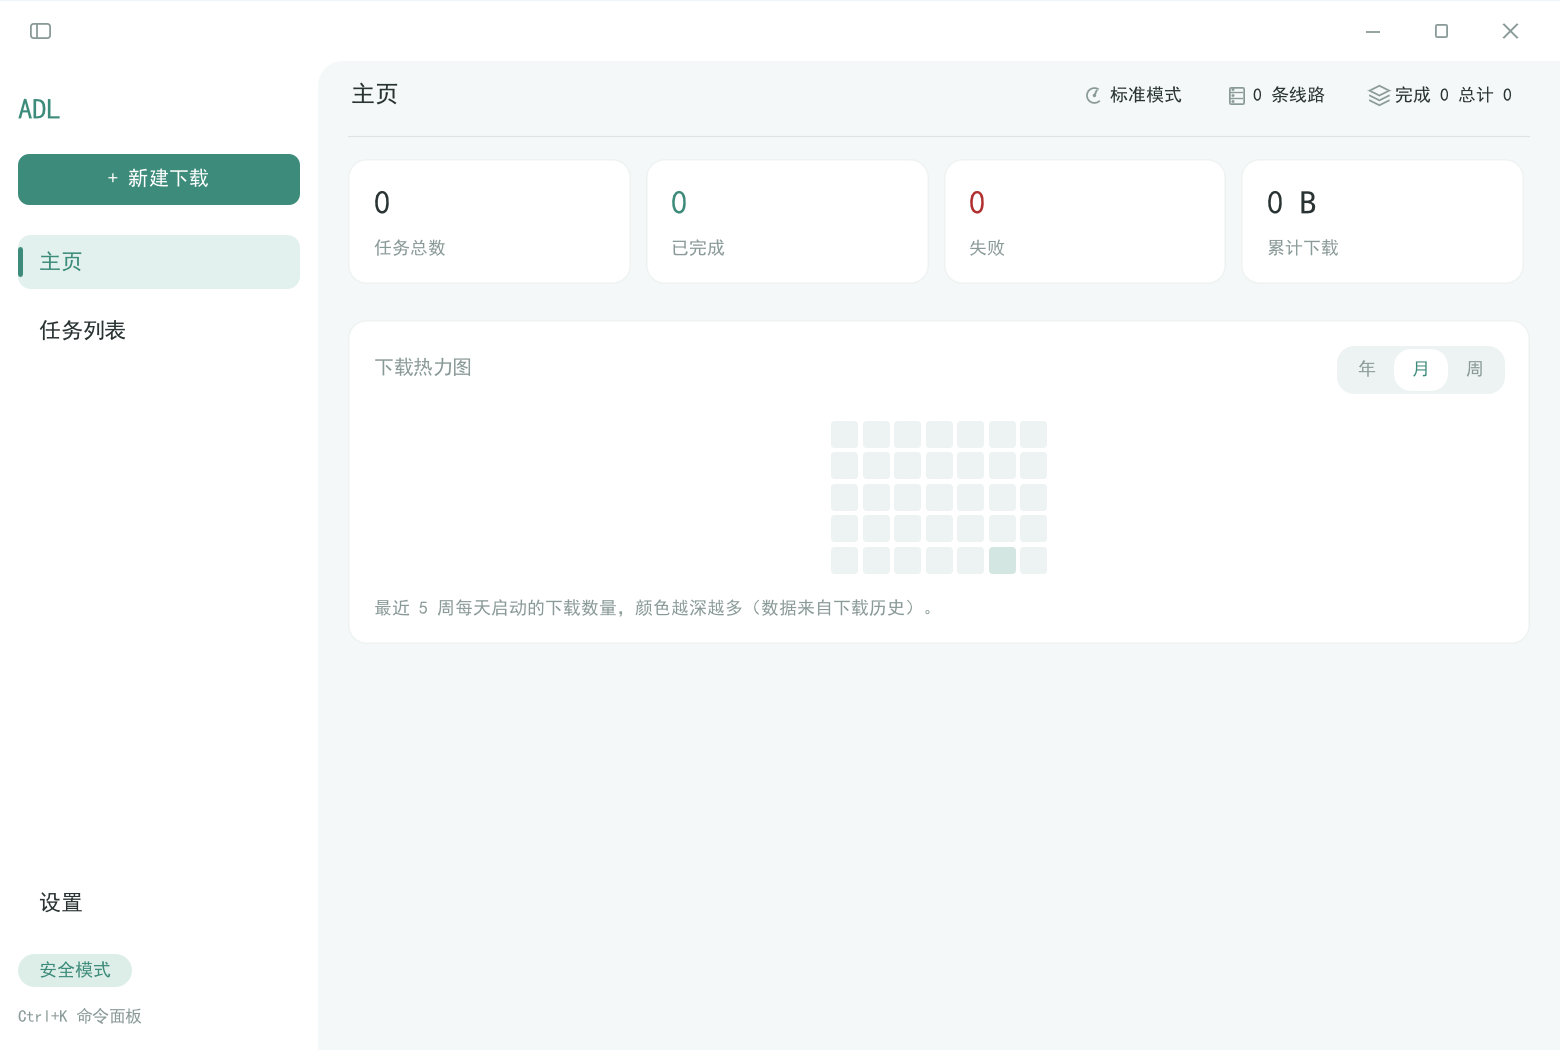 ADL
+ 新建下载
主页
任务列表
设置
安全模式
Ctrl+K 命令面板
主页
标准模式
0 条线路
完成 0 总计 0
0
任务总数
0
已完成
0
失败
0 B
累计下载
下载热力图
年 月 周
最近 5 周每天启动的下载数量，颜色越深越多（数据来自下载历史）。